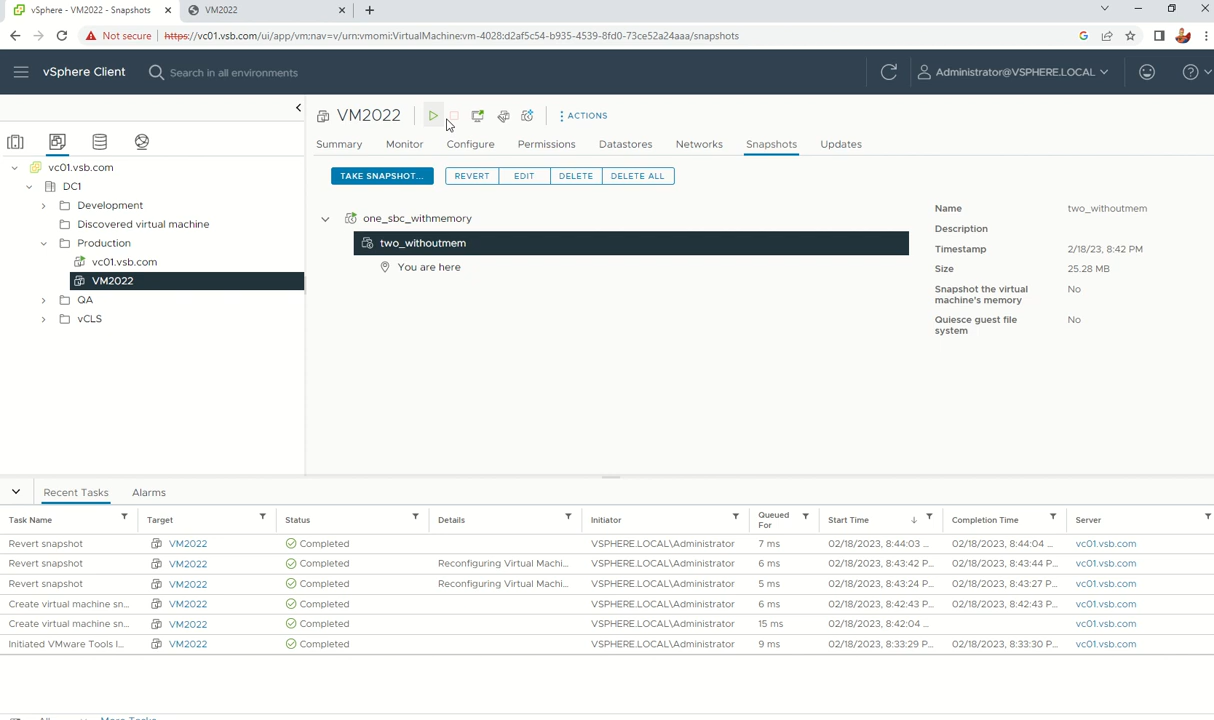 vSphere - VM2022 - Snapshots
VM2022
Not secure
https://vc01.vsb.com/ui/app/vm;nav=v/urn:vmomi:VirtualMachine:vm-4028:d2af5c54-b935-4539-8fd0-73ce52a24aaa/snapshots
vSphere Client
Search in all environments
Administrator@VSPHERE.LOCAL
VM2022
ACTIONS
Summary Monitor Configure Permissions Datastores Networks Snapshots Updates
TAKE SNAPSHOT... REVERT EDIT DELETE DELETE ALL
vc01.vsb.com
DC1
Development
Discovered virtual machine
Production
vc01.vsb.com
VM2022
QA
vCLS
one_sbc_withmemory
two_withoutmem
You are here
Name two_withoutmem
Description
Timestamp 2/18/23, 8:42 PM
Size 25.28 MB
Snapshot the virtual No
machine's memory
Quiesce guest file No
system
Recent Tasks Alarms
Task Name Target Status Details Initiator Queued For Start Time Completion Time Server
Revert snapshot VM2022 Completed VSPHERE.LOCAL\Administrator 7 ms 02/18/2023, 8:44:03 ... 02/18/2023, 8:44:04 ... vc01.vsb.com
Revert snapshot VM2022 Completed Reconfiguring Virtual Machi... VSPHERE.LOCAL\Administrator 6 ms 02/18/2023, 8:43:42 P... 02/18/2023, 8:43:44 P... vc01.vsb.com
Revert snapshot VM2022 Completed Reconfiguring Virtual Machi... VSPHERE.LOCAL\Administrator 5 ms 02/18/2023, 8:43:24 P... 02/18/2023, 8:43:27 P... vc01.vsb.com
Create virtual machine sn... VM2022 Completed VSPHERE.LOCAL\Administrator 6 ms 02/18/2023, 8:42:43 P... 02/18/2023, 8:42:43 P... vc01.vsb.com
Create virtual machine sn... VM2022 Completed VSPHERE.LOCAL\Administrator 15 ms 02/18/2023, 8:42:04 ... vc01.vsb.com
Initiated VMware Tools I... VM2022 Completed VSPHERE.LOCAL\Administrator 9 ms 02/18/2023, 8:33:29 P... 02/18/2023, 8:33:30 P... vc01.vsb.com
All More Tasks